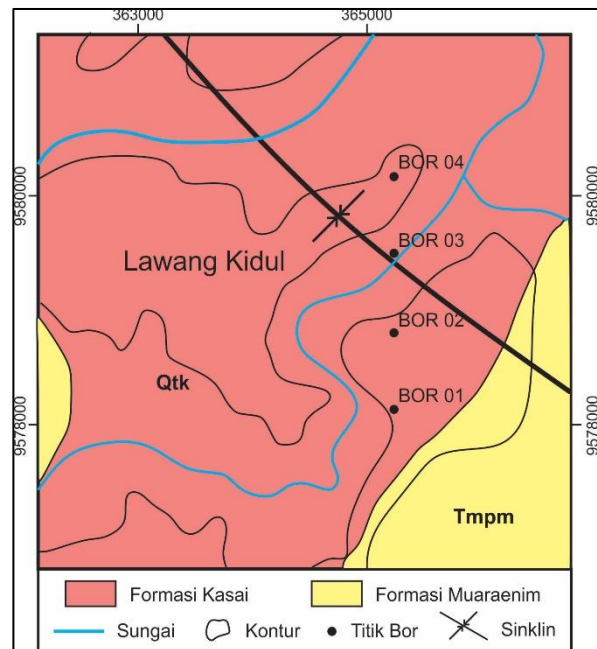 363000 365000
BOR 04
9580000 9580000
BOR 03
Lawang Kidul
BOR 02
Qtk
BOR 01
9578000 9578000
Tmpm
Formasi Kasai Formasi Muaraenim
Sungai Kontur Titik Bor Sinklin